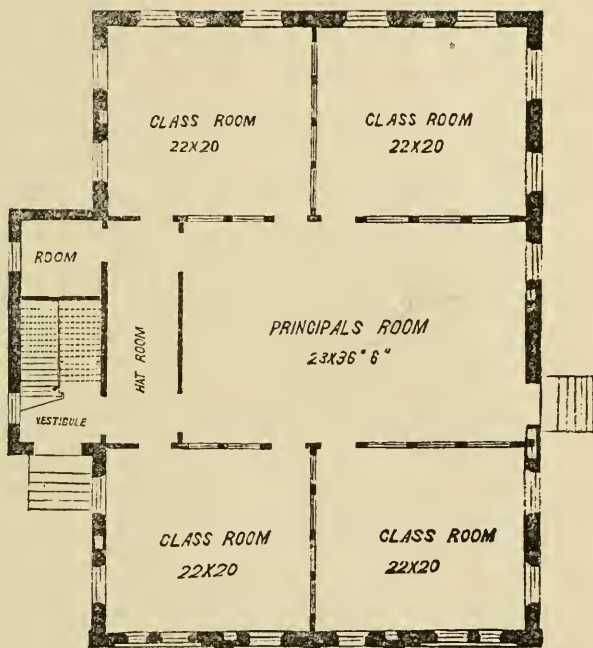 CLASS ROOM
22X20
CLASS ROOM
22X20
ROOM
HAT ROOM
PRINCIPALS ROOM
23X36'6"
VESTIBULE
CLASS ROOM
22X20
CLASS ROOM
22X20